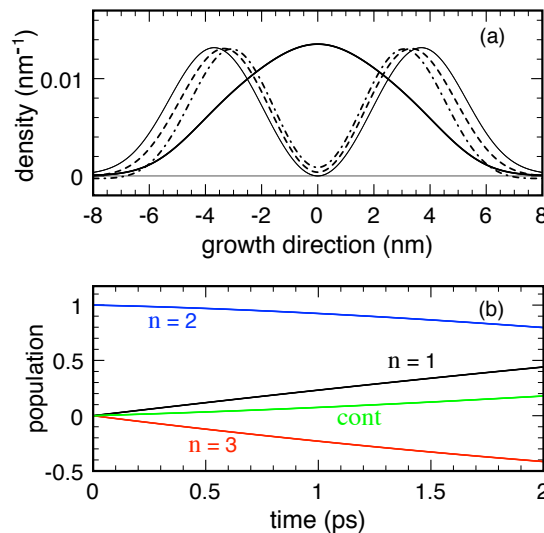 (a)
density (nm⁻¹)
0.01
0
-8 -6 -4 -2 0 2 4 6 8
growth direction (nm)
(b)
population
1
0.5
0
-0.5
n = 2
n = 1
cont
n = 3
0 0.5 1 1.5 2
time (ps)